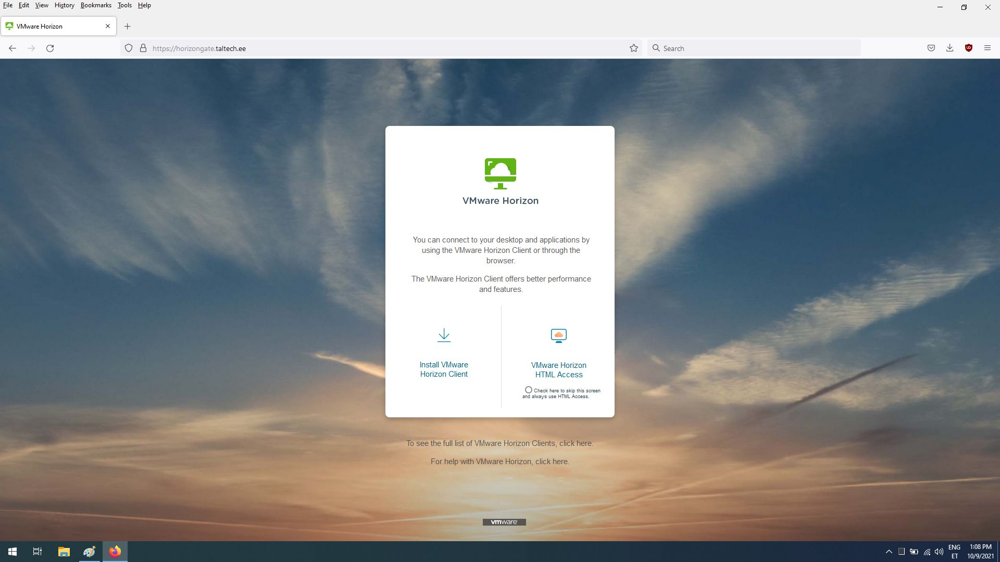 File Edit View History Bookmarks Tools Help
VMware Horizon
https://horizongate.taltech.ee
Search
VMware Horizon
You can connect to your desktop and applications by
using the VMware Horizon Client or through the
browser.
The VMware Horizon Client offers better performance
and features.
Install VMware
Horizon Client
VMware Horizon
HTML Access
Check here to skip this screen
and always use HTML Access.
To see the full list of VMware Horizon Clients, click here.
For help with VMware Horizon, click here.
vmware
ENG
ET
1:08 PM
10/9/2021